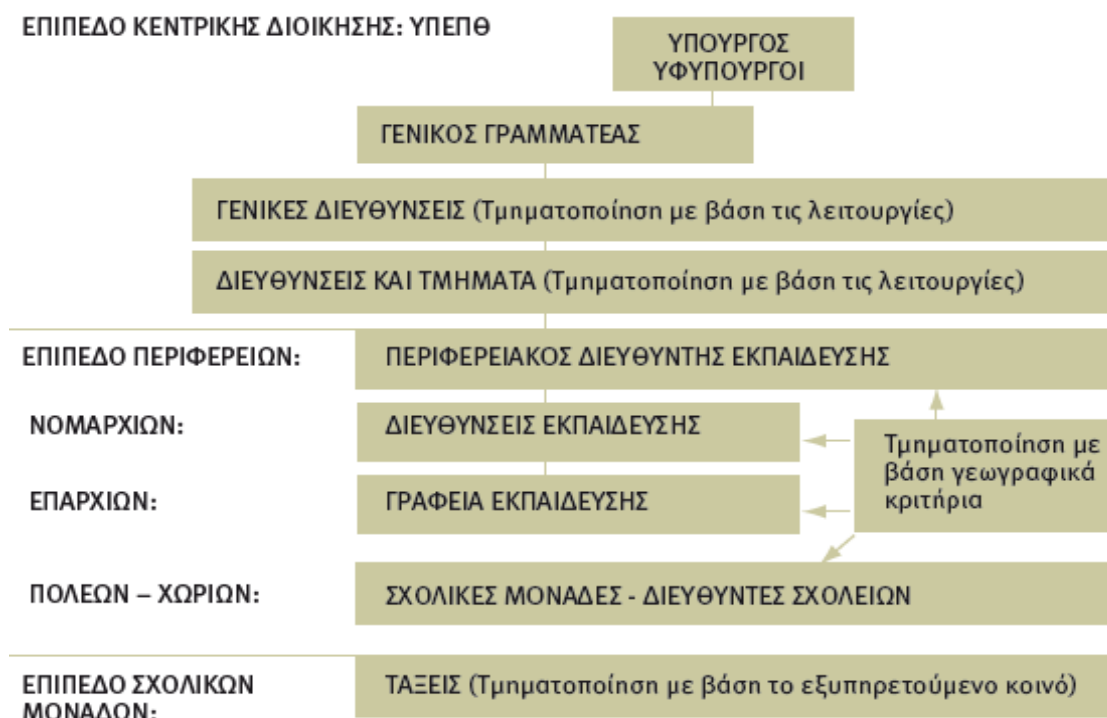 ΕΠΙΠΕΔΟ ΚΕΝΤΡΙΚΗΣ ΔΙΟΙΚΗΣΗΣ: ΥΠΕΠΘ
ΥΠΟΥΡΓΟΣ
ΥΦΥΠΟΥΡΓΟΙ
ΓΕΝΙΚΟΣ ΓΡΑΜΜΑΤΕΑΣ
ΓΕΝΙΚΕΣ ΔΙΕΥΘΥΝΣΕΙΣ (Τμηματοποίηση με βάση τις λειτουργίες)
ΔΙΕΥΘΥΝΣΕΙΣ ΚΑΙ ΤΜΗΜΑΤΑ (Τμηματοποίηση με βάση τις λειτουργίες)
ΕΠΙΠΕΔΟ ΠΕΡΙΦΕΡΕΙΩΝ:
ΠΕΡΙΦΕΡΕΙΑΚΟΣ ΔΙΕΥΘΥΝΤΗΣ ΕΚΠΑΙΔΕΥΣΗΣ
ΝΟΜΑΡΧΙΩΝ:
ΔΙΕΥΘΥΝΣΕΙΣ ΕΚΠΑΙΔΕΥΣΗΣ
Τμηματοποίηση με
βάση γεωγραφικά
κριτήρια
ΕΠΑΡΧΙΩΝ:
ΓΡΑΦΕΙΑ ΕΚΠΑΙΔΕΥΣΗΣ
ΠΟΛΕΩΝ – ΧΩΡΙΩΝ:
ΣΧΟΛΙΚΕΣ ΜΟΝΑΔΕΣ - ΔΙΕΥΘΥΝΤΕΣ ΣΧΟΛΕΙΩΝ
ΕΠΙΠΕΔΟ ΣΧΟΛΙΚΩΝ
ΜΟΝΑΔΩΝ:
ΤΑΞΕΙΣ (Τμηματοποίηση με βάση το εξυπηρετούμενο κοινό)